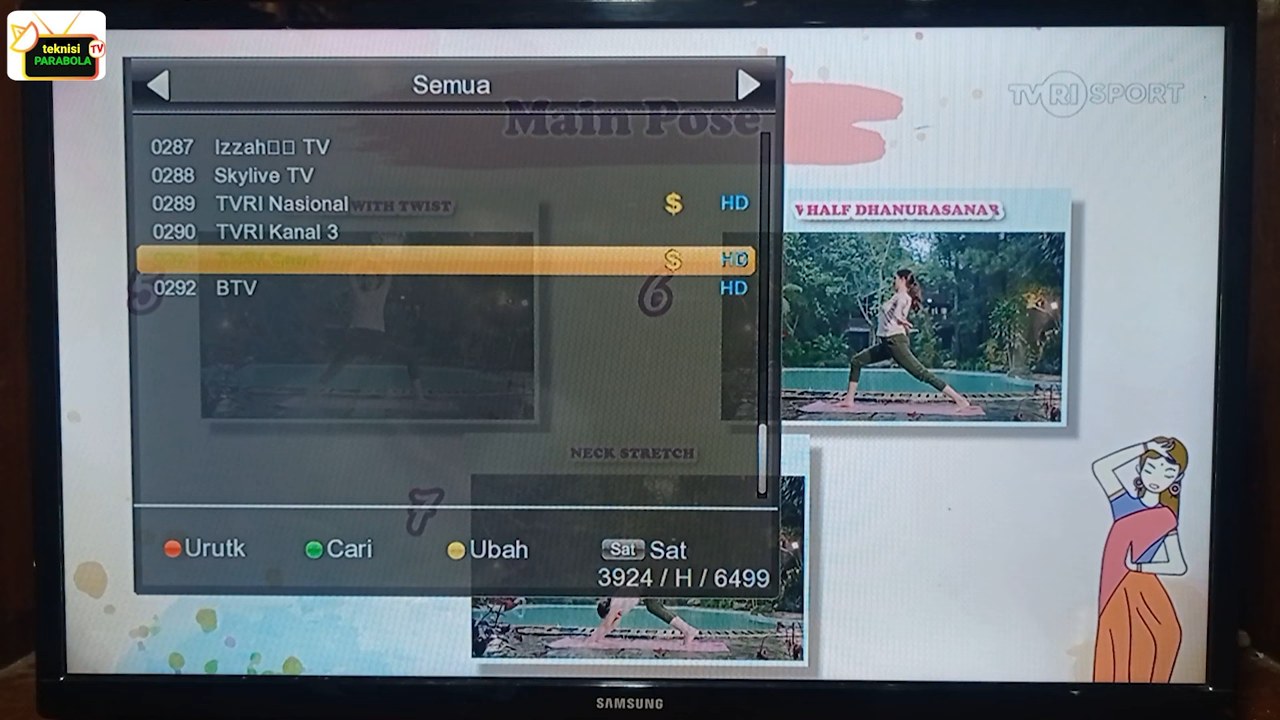 teknisi
TV
PARABOLA
Semua
TVRI SPORT
Main Pose
0287 Izzah□□ TV
0288 Skylive TV
0289 TVRI Nasional $ HD
WITH TWIST
HALF DHANURASANA
0290 TVRI Kanal 3
$ HD
0292 BTV HD
5
6
NECK STRETCH
7
Urutk Cari Ubah Sat Sat
3924 / H / 6499
SAMSUNG